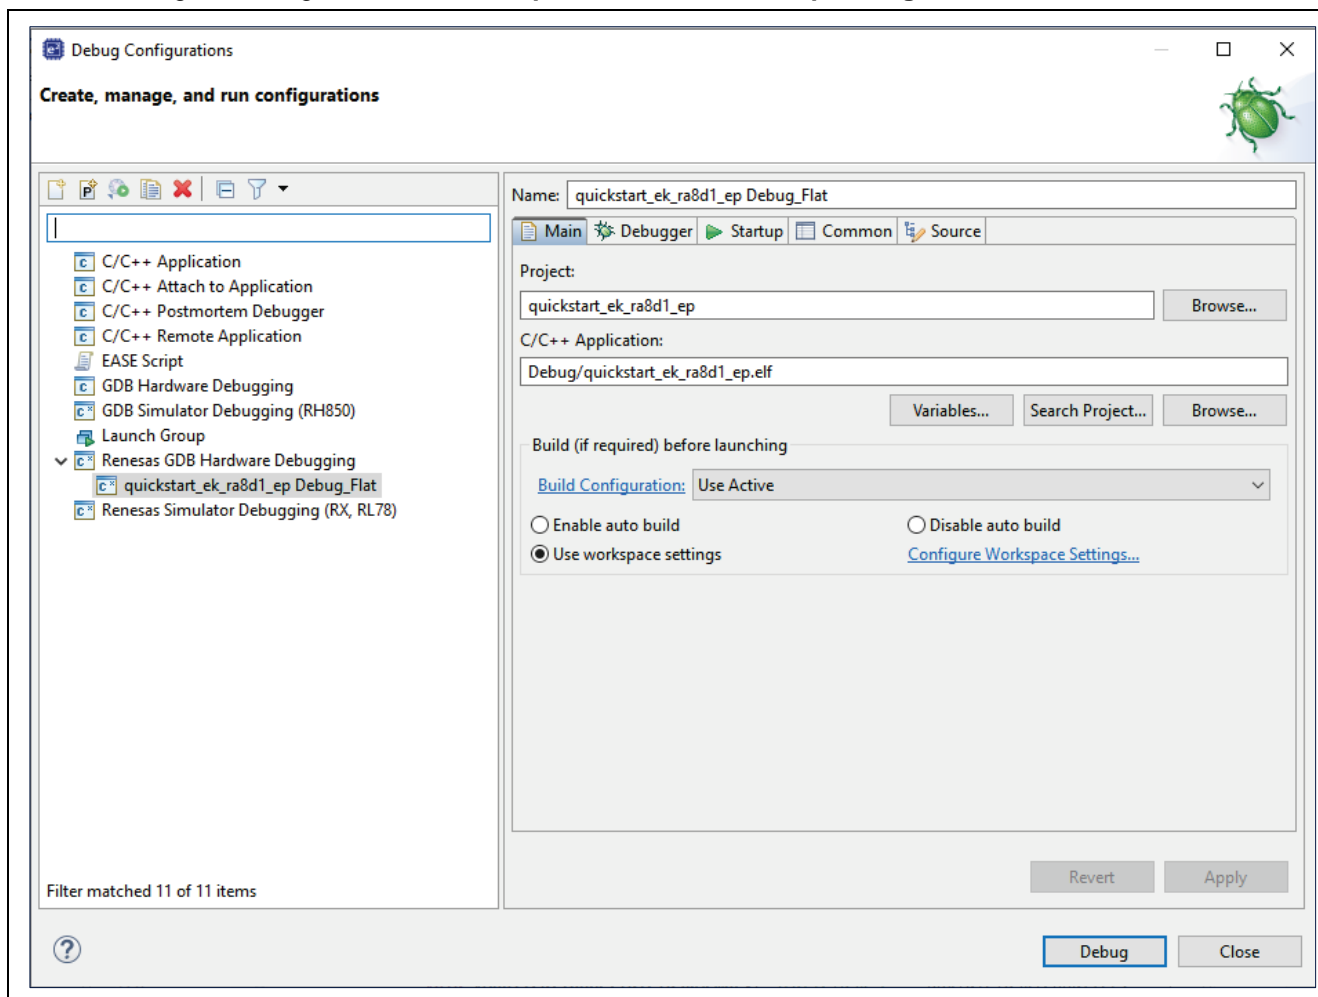 Debug Configurations
Create, manage, and run configurations
Name: quickstart_ek_ra8d1_ep Debug_Flat
Main Debugger Startup Common Source
C/C++ Application
C/C++ Attach to Application
C/C++ Postmortem Debugger
C/C++ Remote Application
EASE Script
GDB Hardware Debugging
GDB Simulator Debugging (RH850)
Launch Group
Renesas GDB Hardware Debugging
quickstart_ek_ra8d1_ep Debug_Flat
Renesas Simulator Debugging (RX, RL78)
Filter matched 11 of 11 items
Project:
quickstart_ek_ra8d1_ep Browse...
C/C++ Application:
Debug/quickstart_ek_ra8d1_ep.elf
Variables... Search Project... Browse...
Build (if required) before launching
Build Configuration: Use Active
Enable auto build Disable auto build
Use workspace settings Configure Workspace Settings...
Revert Apply
Debug Close